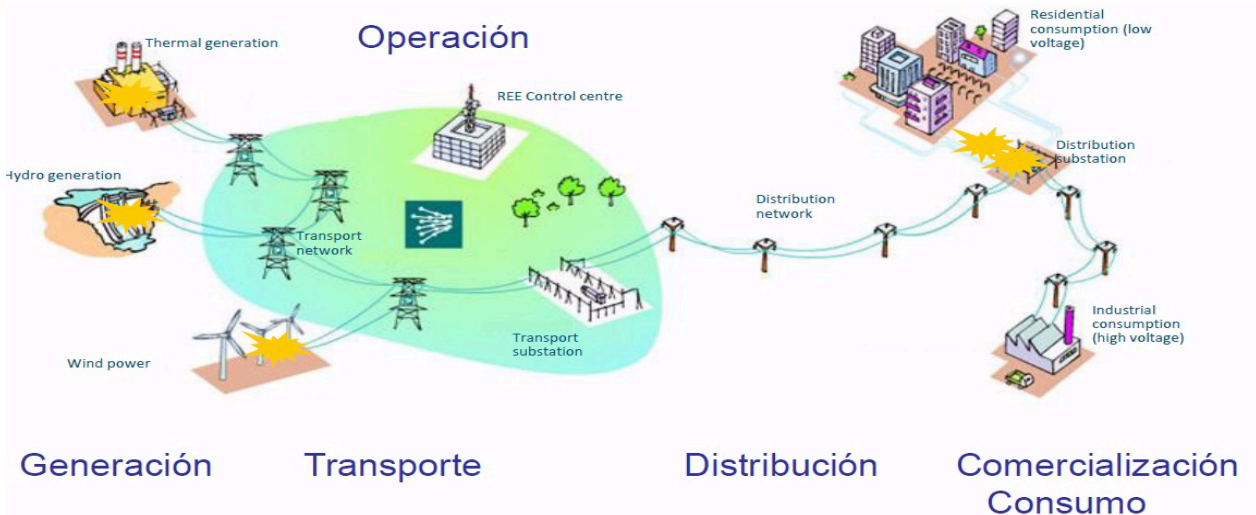 Operación
Thermal generation
REE Control centre
Residential
consumption (low
voltage)
Distribution
substation
Hydro generation
Distribution
network
Transport
network
Transport
substation
Industrial
consumption
(high voltage)
Wind power
Generación
Transporte
Distribución
Comercialización
Consumo